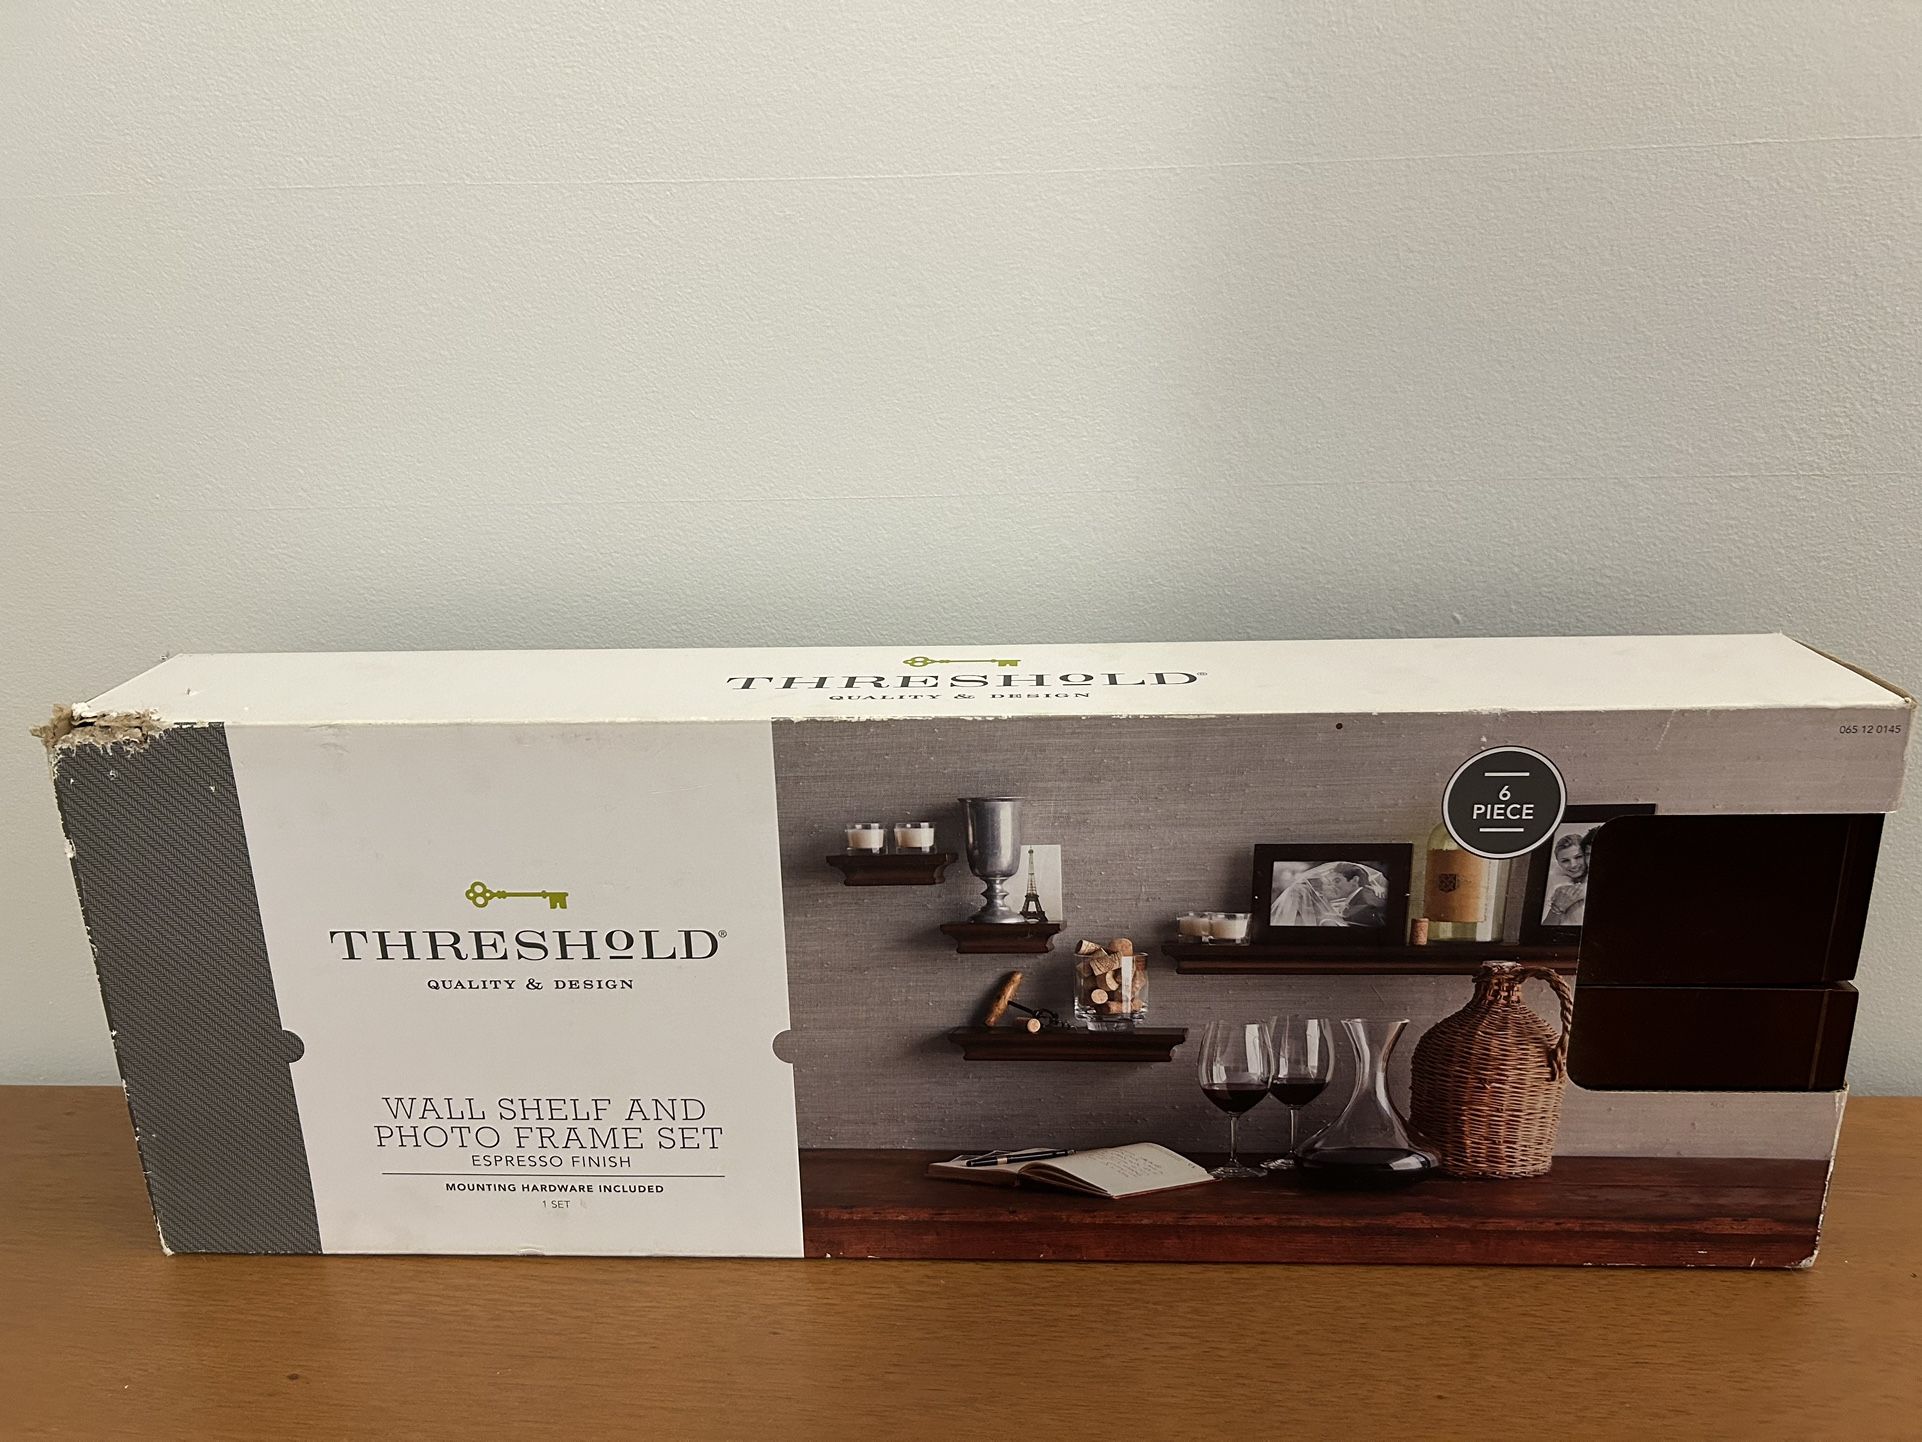 THRESHOLD®
QUALITY & DESIGN
065 12 0145
6
PIECE
THRESHOLD®
QUALITY & DESIGN
WALL SHELF AND
PHOTO FRAME SET
ESPRESSO FINISH
MOUNTING HARDWARE INCLUDED
1 SET